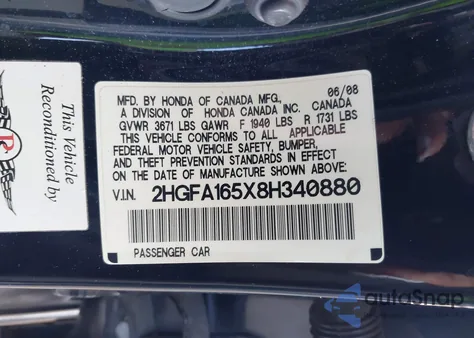 This Vehicle
Reconditioned by:
R
MFD. BY HONDA OF CANADA MFG. 06/08
A DIVISION OF HONDA CANADA INC. CANADA
GVWR 3671 LBS GAWR F 1940 LBS R 1731 LBS
THIS VEHICLE CONFORMS TO ALL APPLICABLE
FEDERAL MOTOR VEHICLE SAFETY, BUMPER,
AND THEFT PREVENTION STANDARDS IN EFFECT
ON THE DATE OF MANUFACTURE SHOWN ABOVE.
V.I.N. 2HGFA165X8H340880
PASSENGER CAR
autoSnap